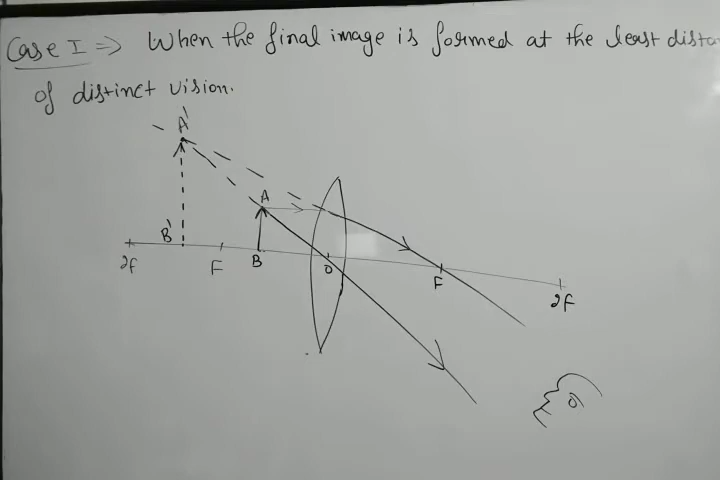 Case I => When the final image is formed at the least dista
of distinct vision.
A'
A
B'
2f F B O F 2F